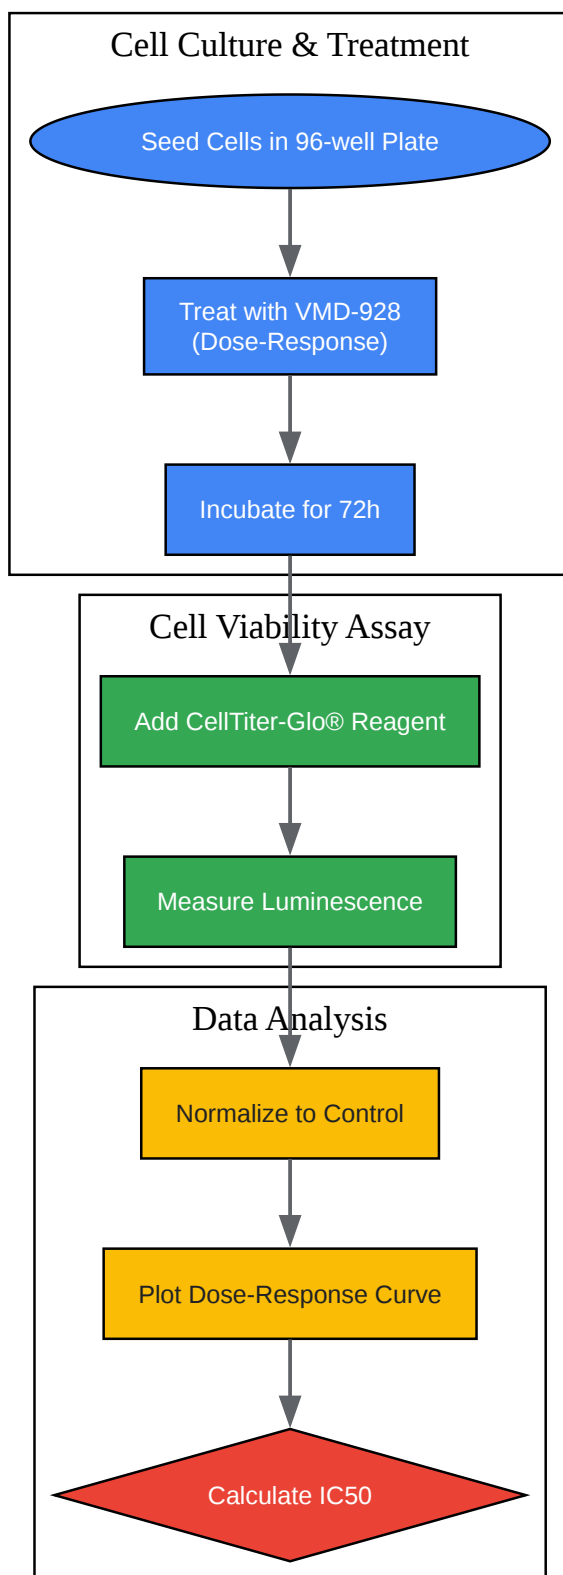 Cell Culture & Treatment
Seed Cells in 96-well Plate
Treat with VMD-928
(Dose-Response)
Incubate for 72h
Cell Viability Assay
Add CellTiter-Glo® Reagent
Measure Luminescence
Data Analysis
Normalize to Control
Plot Dose-Response Curve
Calculate IC50